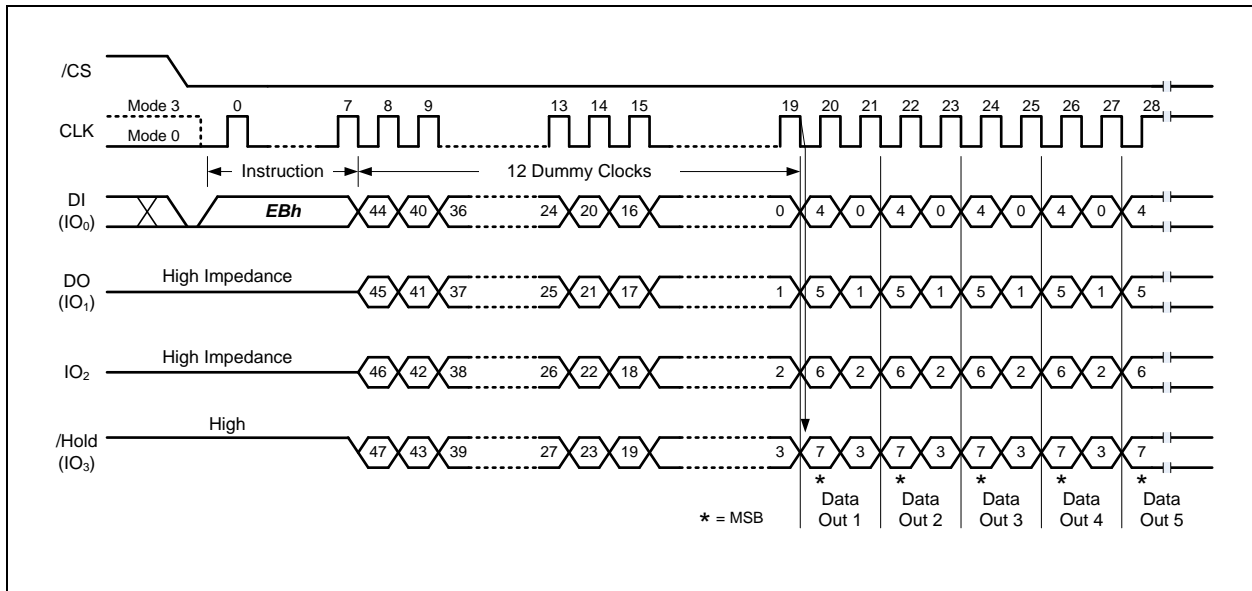 /CS
Mode 3 0 7 8 9 13 14 15 19 20 21 22 23 24 25 26 27 28
CLK
Mode 0
Instruction 12 Dummy Clocks
DI
(IO₀)
EBh 44 40 36 24 20 16 0 4 0 4 0 4 0 4 0 4
DO
(IO₁)
High Impedance 45 41 37 25 21 17 1 5 1 5 1 5 1 5 1 5
IO₂
High Impedance 46 42 38 26 22 18 2 6 2 6 2 6 2 6 2 6
/Hold
(IO₃)
High 47 43 39 27 23 19 3 7 3 7 3 7 3 7 3 7
* * * * *
* = MSB
Data Out 1
Data Out 2
Data Out 3
Data Out 4
Data Out 5